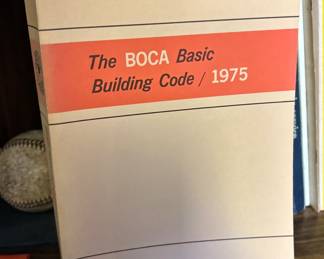 The BOCA Basic
Building Code / 1975